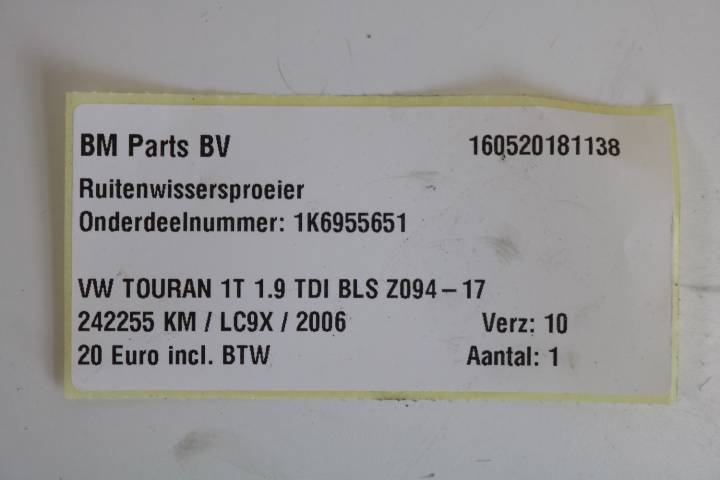 BM Parts BV 160520181138
Ruitenwissersproeier
Onderdeelnummer: 1K6955651
VW TOURAN 1T 1.9 TDI BLS Z094-17
242255 KM / LC9X / 2006 Verz: 10
20 Euro incl. BTW Aantal: 1